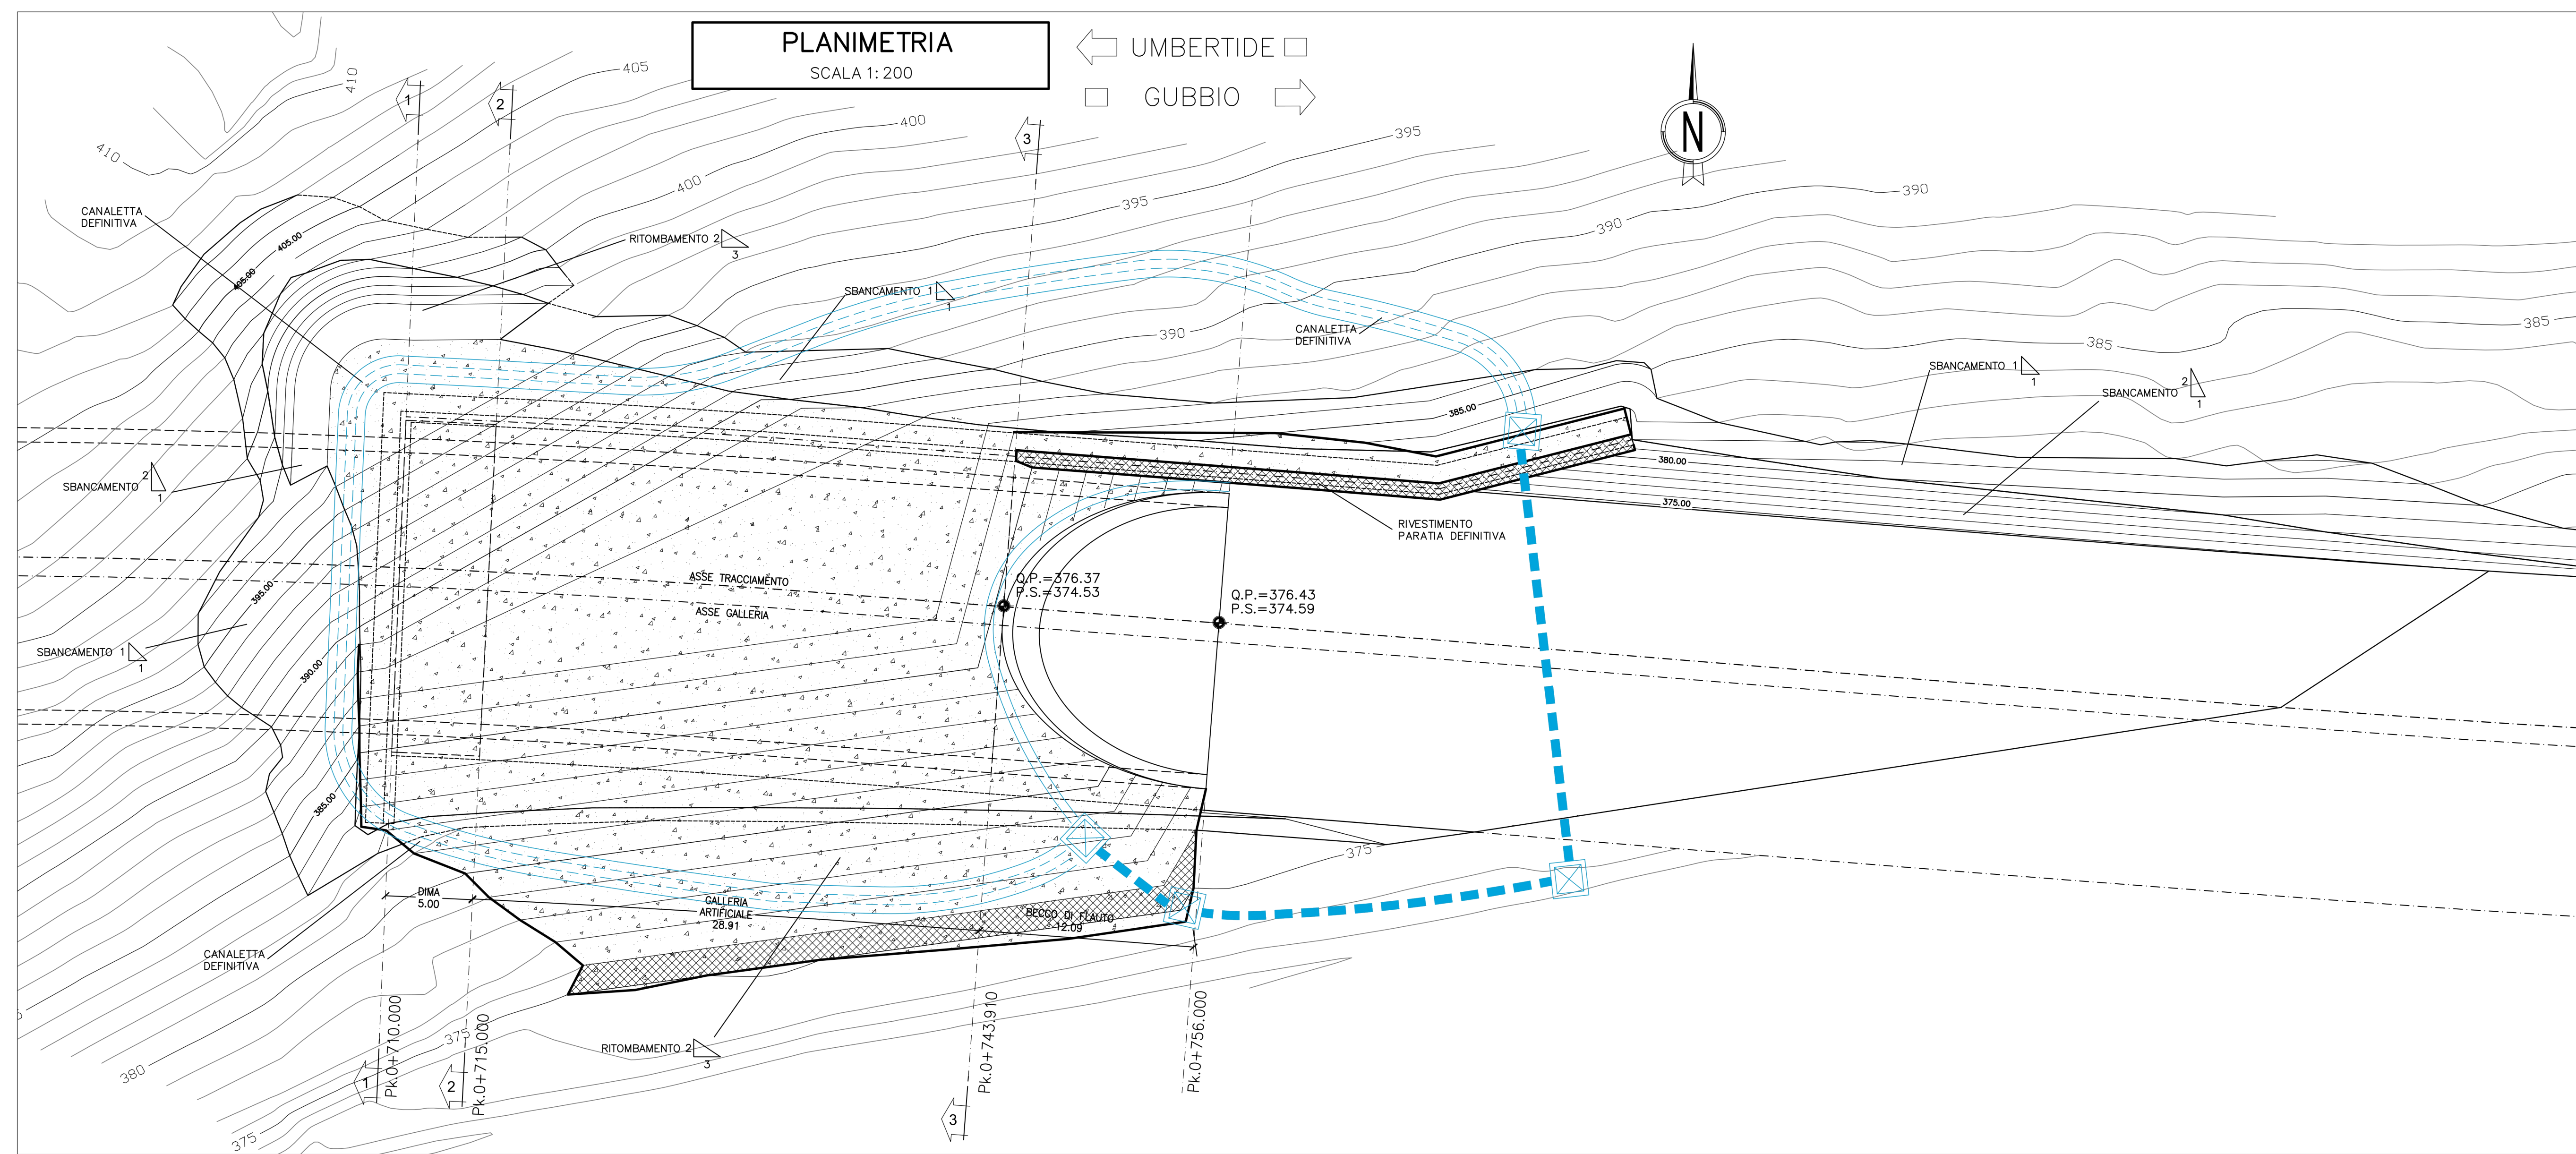 PLANIMETRIA
SCALA 1:200
UMBERTIDE
GUBBIO
N
410
405
1
2
400
395
3
410
400
395
390
390
CANALETTA
DEFINITIVA
405.00
405.00
RITOMBAMENTO 2
3
SBANCAMENTO 1
1
CANALETTA
DEFINITIVA
390
385
385
SBANCAMENTO 1
1
SBANCAMENTO 2
1
385.00
380.00
375.00
SBANCAMENTO 2
1
RIVESTIMENTO
PARATIA DEFINITIVA
ASSE TRACCIAMENTO
ASSE GALLERIA
Q.P.=376.37
P.S.=374.53
Q.P.=376.43
P.S.=374.59
395.00
SBANCAMENTO 1
1
390.00
385.00
375
DIMA
5.00
GALLERIA
ARTIFICIALE
28.91
BECCO DI FLAUTO
12.09
CANALETTA
DEFINITIVA
RITOMBAMENTO 2
3
375
380
375
Pk.0+710.000
Pk.0+715.000
Pk.0+743.910
Pk.0+756.000
1
2
3